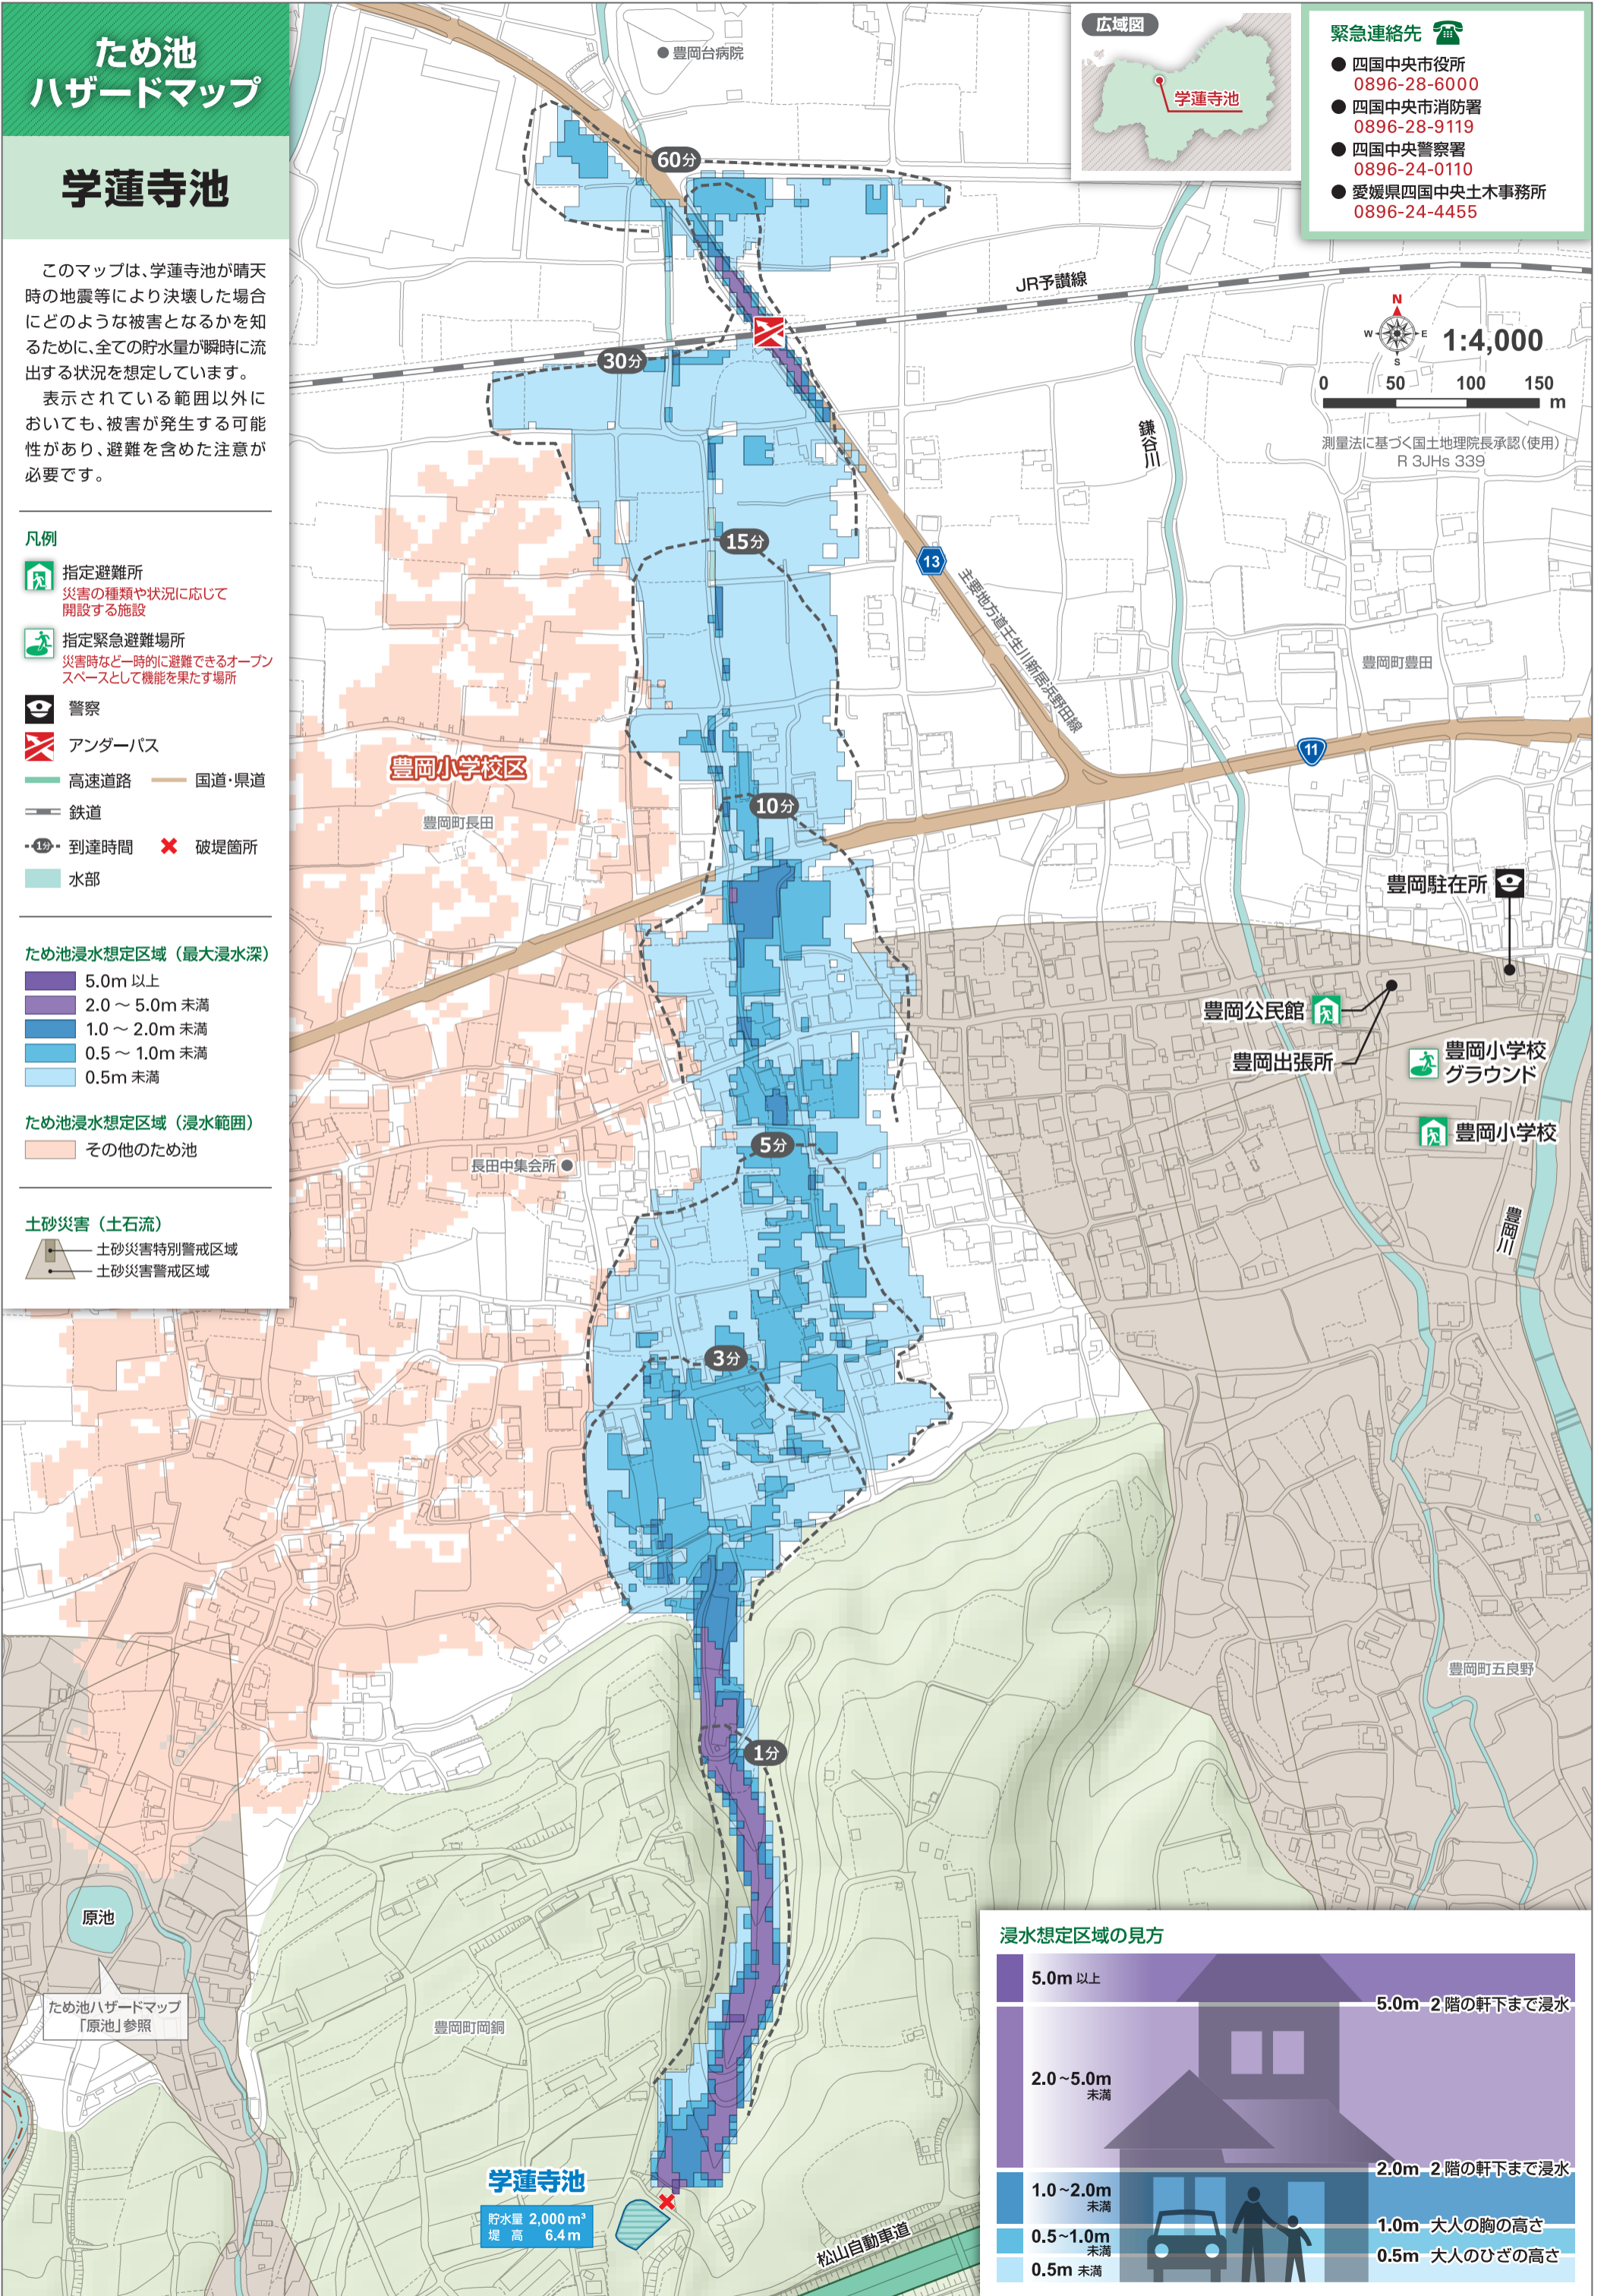 ため池
ハザードマップ
学蓮寺池
このマップは、学蓮寺池が晴天
時の地震等により決壊した場合
にどのような被害となるかを知
るために、全ての貯水量が瞬時に流
出する状況を想定しています。
表示されている範囲以外に
おいても、被害が発生する可能
性があり、避難を含めた注意が
必要です。
凡例
指定避難所
災害の種類や状況に応じて
開設する施設
指定緊急避難場所
災害時など一時的に避難できるオープン
スペースとして機能を果たす場所
警察
アンダーパス
高速道路
国道・県道
鉄道
1分
到達時間
破堤箇所
水部
ため池浸水想定区域（最大浸水深）
5.0m 以上
2.0 ～ 5.0m 未満
1.0 ～ 2.0m 未満
0.5 ～ 1.0m 未満
0.5m 未満
ため池浸水想定区域（浸水範囲）
その他のため池
土砂災害（土石流）
土砂災害特別警戒区域
土砂災害警戒区域
広域図
学蓮寺池
緊急連絡先
● 四国中央市役所
0896-28-6000
● 四国中央市消防署
0896-28-9119
● 四国中央警察署
0896-24-0110
● 愛媛県四国中央土木事務所
0896-24-4455
N
W
E
S
1:4,000
0 50 100 150
m
測量法に基づく国土地理院長承認（使用）
R 3JHs 339
豊岡台病院
60分
JR予讃線
30分
鎌谷川
15分
13
主要地方道壬生川新居浜野田線
豊岡町豊田
11
豊岡小学校区
豊岡町長田
10分
豊岡駐在所
豊岡公民館
豊岡出張所
豊岡小学校
グラウンド
豊岡小学校
長田中集会所
5分
豊岡川
3分
豊岡町五良野
1分
原池
ため池ハザードマップ
「原池」参照
豊岡町岡銅
学蓮寺池
貯水量 2,000m³
堤 高 6.4m
松山自動車道
浸水想定区域の見方
5.0m 以上
5.0m 2階の軒下まで浸水
2.0～5.0m
未満
2.0m 2階の軒下まで浸水
1.0～2.0m
未満
1.0m 大人の胸の高さ
0.5～1.0m
未満
0.5m 大人のひざの高さ
0.5m 未満